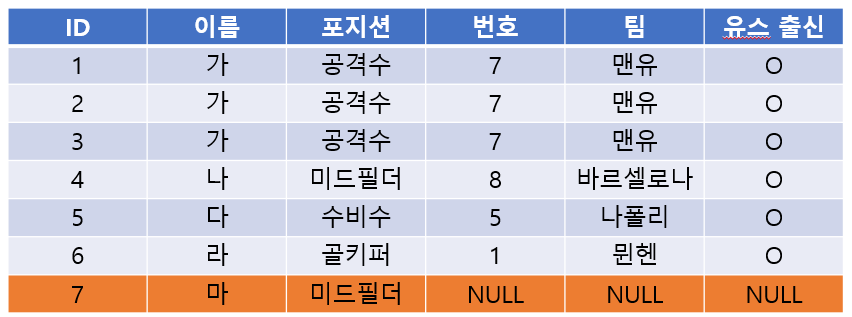 ID 이름 포지션 번호 팀 유스 출신
1 가 공격수 7 맨유 O
2 가 공격수 7 맨유 O
3 가 공격수 7 맨유 O
4 나 미드필더 8 바르셀로나 O
5 다 수비수 5 나폴리 O
6 라 골키퍼 1 뮌헨 O
7 마 미드필더 NULL NULL NULL